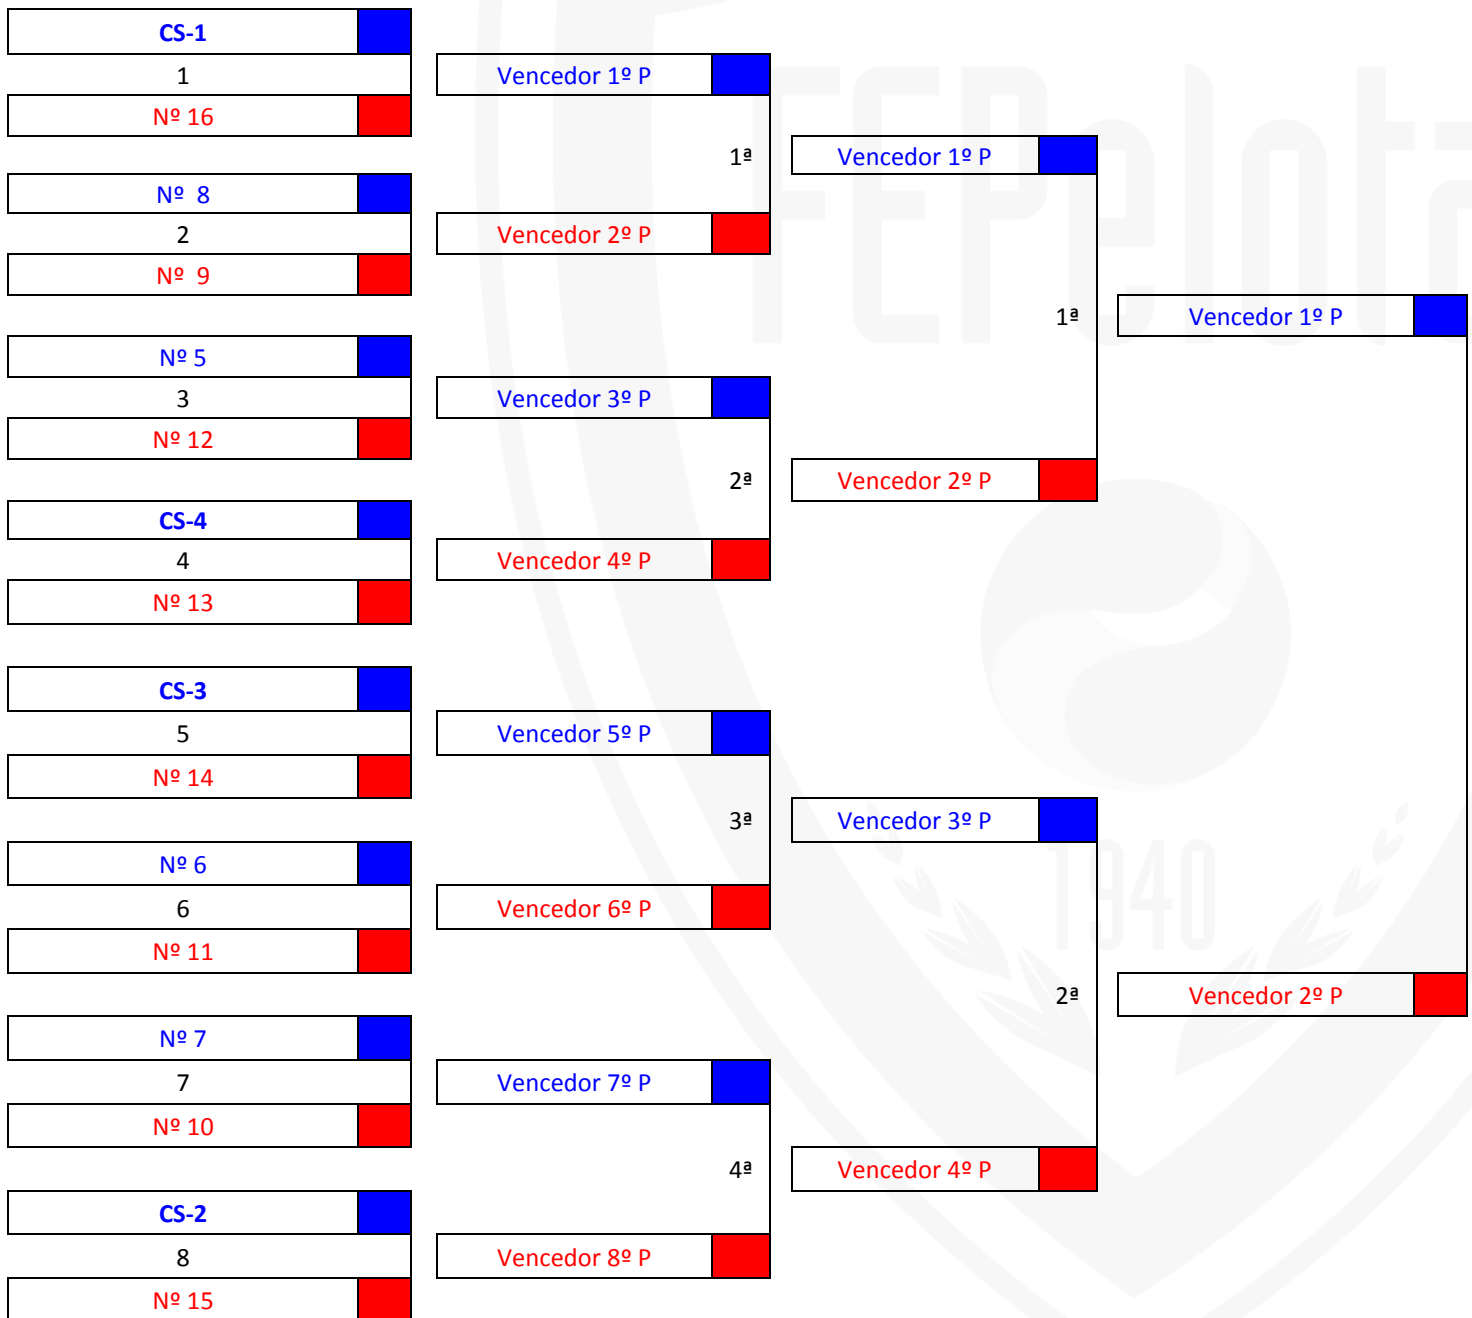 CS-1
1
Nº 16
Nº 8
2
Nº 9
Nº 5
3
Nº 12
CS-4
4
Nº 13
CS-3
5
Nº 14
Nº 6
6
Nº 11
Nº 7
7
Nº 10
CS-2
8
Nº 15
Vencedor 1º P
1ª
Vencedor 2º P
Vencedor 3º P
2ª
Vencedor 4º P
Vencedor 5º P
3ª
Vencedor 6º P
Vencedor 7º P
4ª
Vencedor 8º P
Vencedor 1º P
1ª
Vencedor 2º P
Vencedor 3º P
2ª
Vencedor 4º P
Vencedor 1º P
Vencedor 2º P
FEPelota
1940